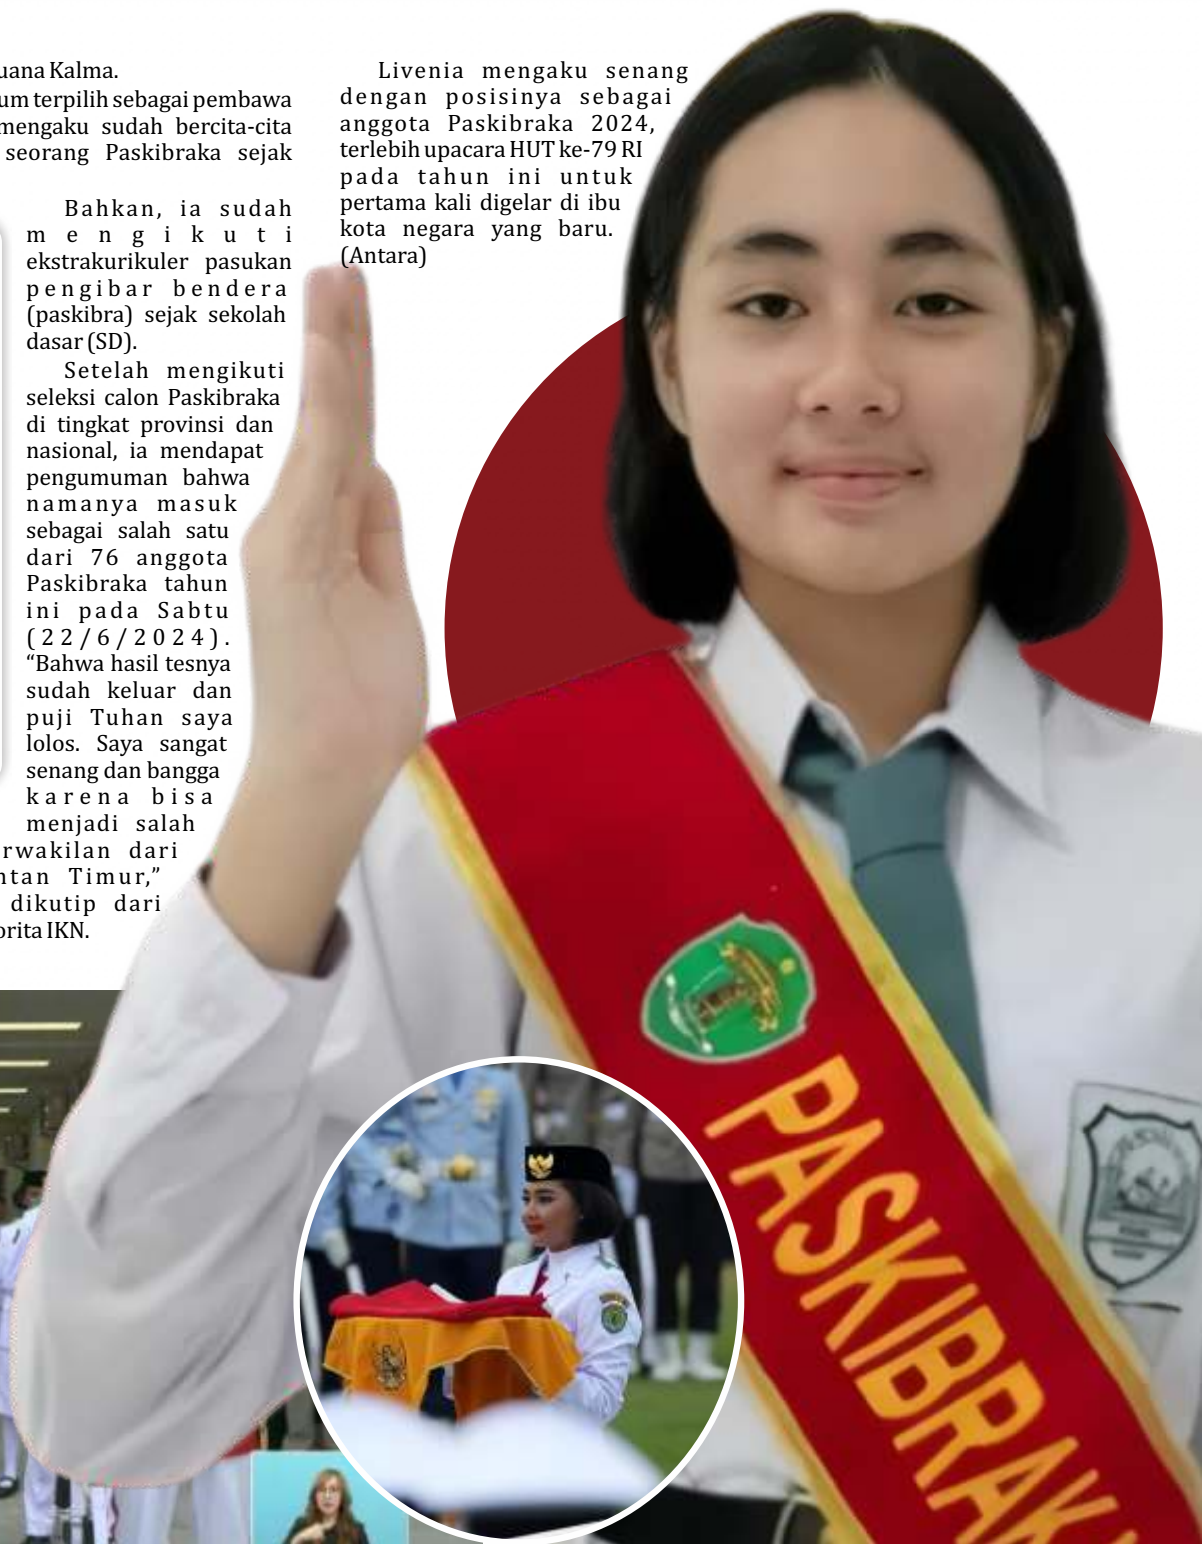 uana Kalma.
um terpilih sebagai pembawa
mengaku sudah bercita-cita
seorang Paskibraka sejak
Bahkan, ia sudah
mengikuti
ekstrakurikuler pasukan
pengibar bendera
(paskibra) sejak sekolah
dasar (SD).
Setelah mengikuti
seleksi calon Paskibraka
di tingkat provinsi dan
nasional, ia mendapat
pengumuman bahwa
namanya masuk
sebagai salah satu
dari 76 anggota
Paskibraka tahun
ini pada Sabtu
(22/6/2024).
“Bahwa hasil tesnya
sudah keluar dan
puji Tuhan saya
lolos. Saya sangat
senang dan bangga
karena bisa
menjadi salah
rwakilan dari
ntan Timur,”
dikutip dari
orita IKN.
Livenia mengaku senang
dengan posisinya sebagai
anggota Paskibraka 2024,
terlebih upacara HUT ke-79 RI
pada tahun ini untuk
pertama kali digelar di ibu
kota negara yang baru.
(Antara)
PASKIBRAK